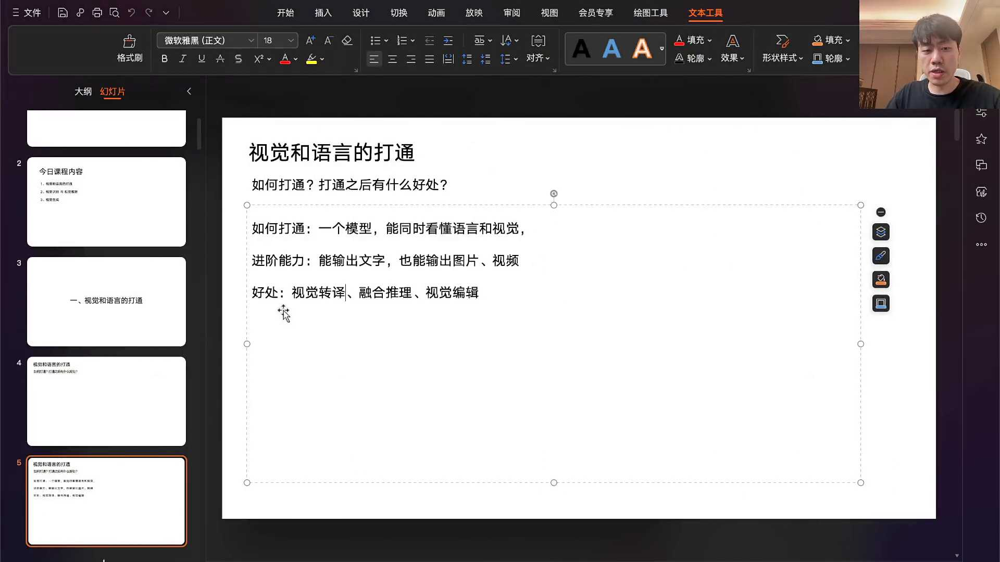 文件
开始 插入 设计 切换 动画 放映 审阅 视图 会员专享 绘图工具 文本工具
格式刷
微软雅黑 (正文) 18
对齐
填充
轮廓
效果
形状样式
填充
轮廓
大纲 幻灯片
2
今日课程内容
1、视觉和语言的打通
3、视觉生成
3
一、视觉和语言的打通
4
视觉和语言的打通
如何打通?打通之后有什么好处?
5
视觉和语言的打通
如何打通?打通之后有什么好处?
如何打通：一个模型，能同时看懂语言和视觉，
进阶能力：能输出文字，也能输出图片、视频
好处：视觉转译、融合推理、视觉编辑
视觉和语言的打通
如何打通?打通之后有什么好处?
如何打通：一个模型，能同时看懂语言和视觉，
进阶能力：能输出文字，也能输出图片、视频
好处：视觉转译、融合推理、视觉编辑